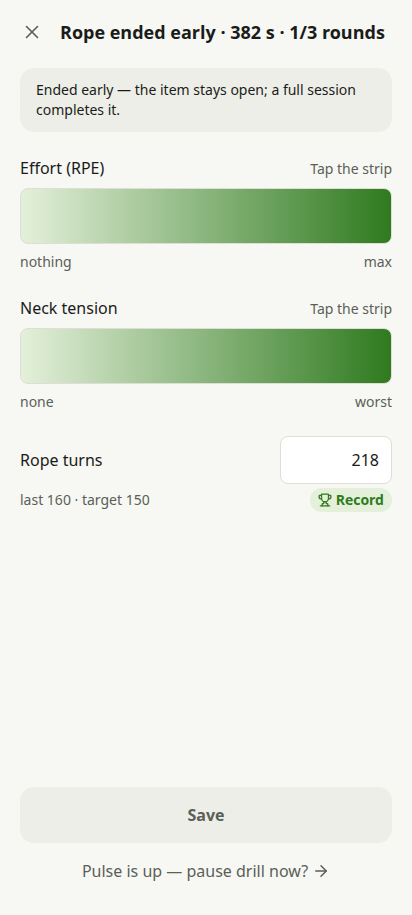 Rope ended early · 382 s · 1/3 rounds
Ended early — the item stays open; a full session
completes it.
Effort (RPE)
Tap the strip
nothing
max
Neck tension
Tap the strip
none
worst
Rope turns
218
last 160 · target 150
Record
Save
Pulse is up — pause drill now? →